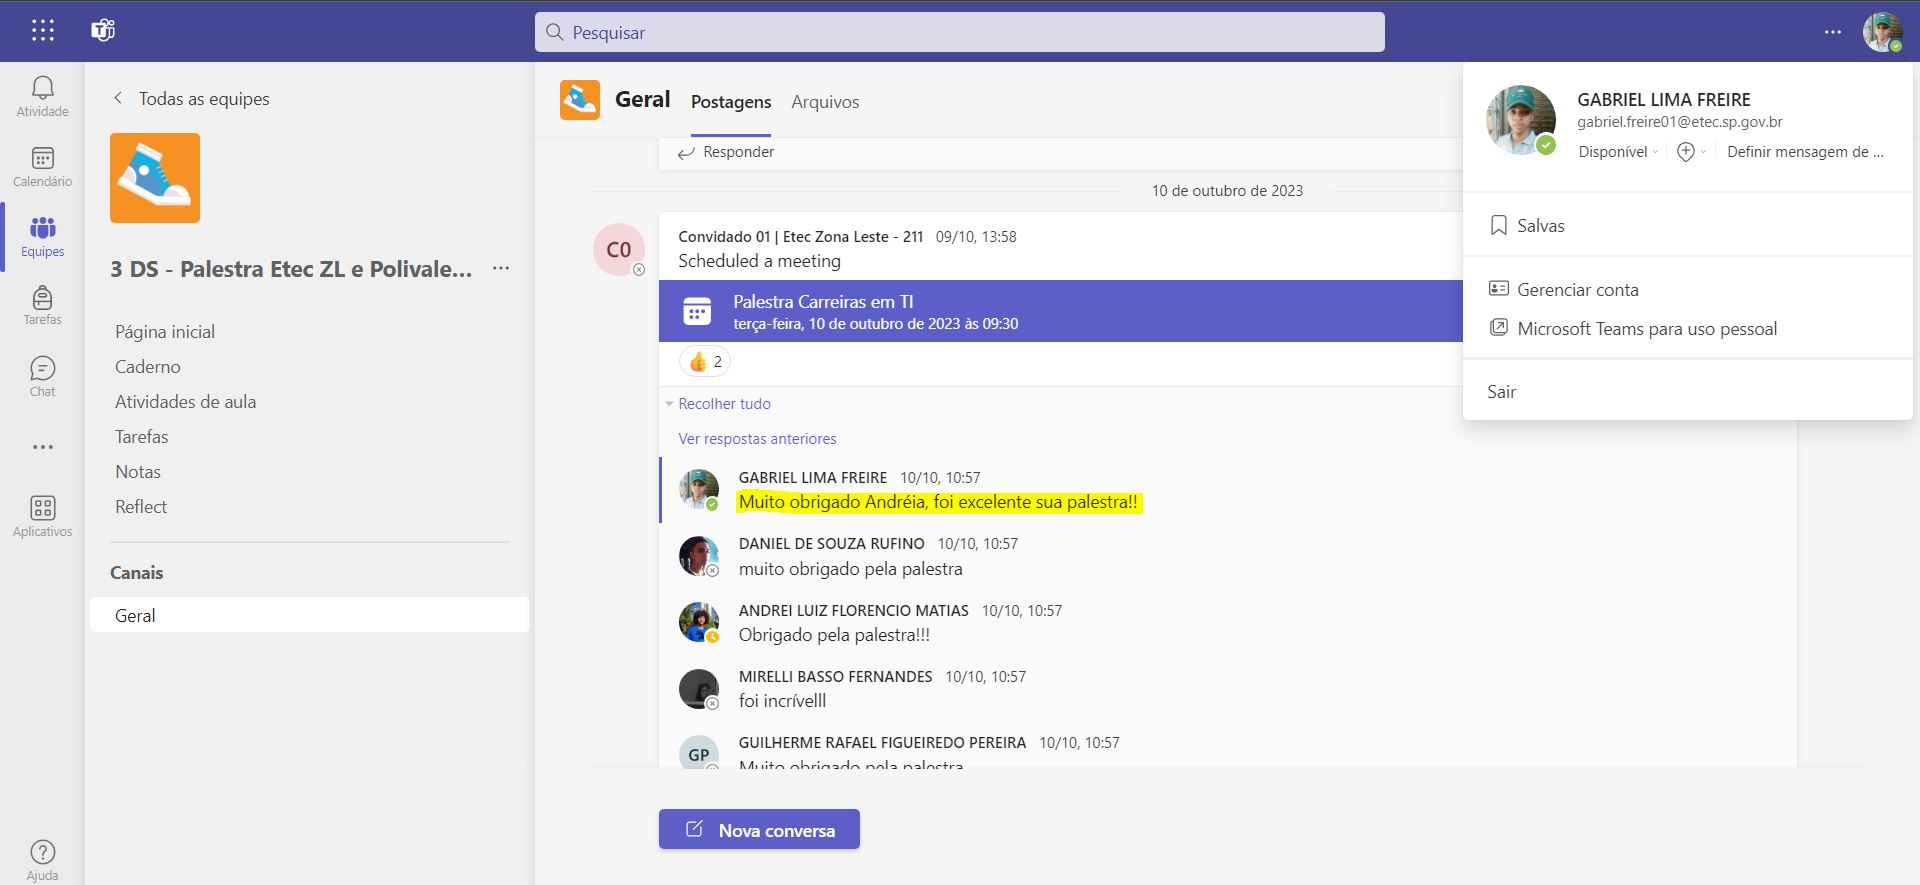 Pesquisar
Atividade
Calendário
Equipes
Tarefas
Chat
Aplicativos
Ajuda
Todas as equipes
3 DS - Palestra Etec ZL e Polivale...
Página inicial
Caderno
Atividades de aula
Tarefas
Notas
Reflect
Canais
Geral
Geral Postagens Arquivos
Responder
10 de outubro de 2023
C0
Convidado 01 | Etec Zona Leste - 211 09/10, 13:58
Scheduled a meeting
Palestra Carreiras em TI
terça-feira, 10 de outubro de 2023 às 09:30
2
Recolher tudo
Ver respostas anteriores
GABRIEL LIMA FREIRE 10/10, 10:57
Muito obrigado Andréia, foi excelente sua palestra!!
DANIEL DE SOUZA RUFINO 10/10, 10:57
muito obrigado pela palestra
ANDREI LUIZ FLORENCIO MATIAS 10/10, 10:57
Obrigado pela palestra!!!
MIRELLI BASSO FERNANDES 10/10, 10:57
foi incrívelll
GP
GUILHERME RAFAEL FIGUEIREDO PEREIRA 10/10, 10:57
Muito obrigado pela palestra
Nova conversa
GABRIEL LIMA FREIRE
gabriel.freire01@etec.sp.gov.br
Disponível Definir mensagem de ...
Salvas
Gerenciar conta
Microsoft Teams para uso pessoal
Sair